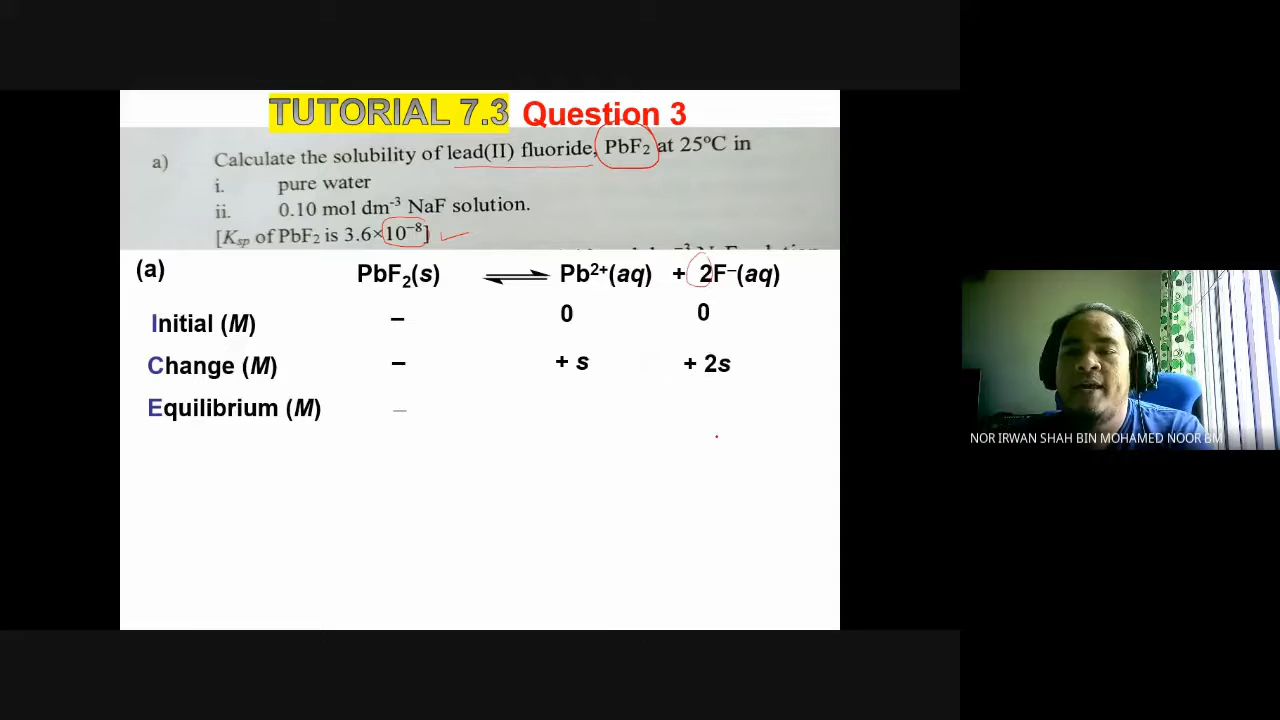 TUTORIAL 7.3 Question 3
a) Calculate the solubility of lead(II) fluoride, PbF₂ at 25°C in
i. pure water
ii. 0.10 mol dm⁻³ NaF solution.
[Ksp of PbF₂ is 3.6×10⁻⁸]
(a) PbF₂(s) ⇌ Pb²⁺(aq) + 2F⁻(aq)
Initial (M) – 0 0
Change (M) – + s + 2s
Equilibrium (M) –
NOR IRWAN SHAH BIN MOHAMED NOOR BM